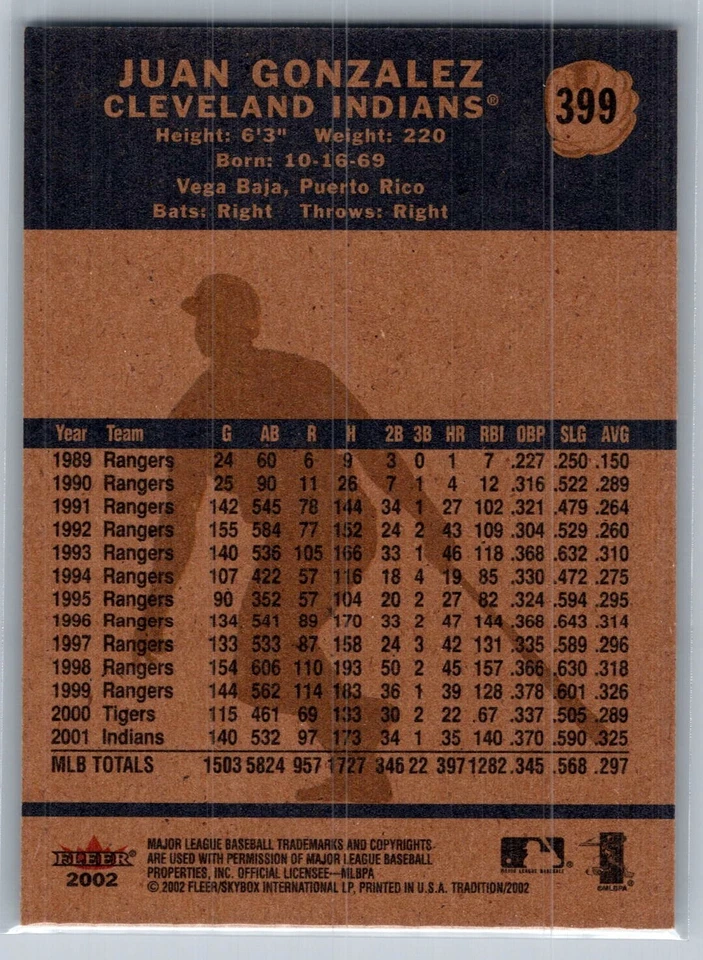 JUAN GONZALEZ
399
CLEVELAND INDIANS®
Height: 6'3" Weight: 220
Born: 10-16-69
Vega Baja, Puerto Rico
Bats: Right Throws: Right
Year Team G AB R H 2B 3B HR RBI OBP SLG AVG
1989 Rangers 24 60 6 9 3 0 1 7 .227 .250 .150
1990 Rangers 25 90 11 26 7 1 4 12 .316 .522 .289
1991 Rangers 142 545 78 144 34 1 27 102 .321 .479 .264
1992 Rangers 155 584 77 152 24 2 43 109 .304 .529 .260
1993 Rangers 140 536 105 166 33 1 46 118 .368 .632 .310
1994 Rangers 107 422 57 116 18 4 19 85 .330 .472 .275
1995 Rangers 90 352 57 104 20 2 27 82 .324 .594 .295
1996 Rangers 134 541 89 170 33 2 47 144 .368 .643 .314
1997 Rangers 133 533 87 158 24 3 42 131 .335 .589 .296
1998 Rangers 154 606 110 193 50 2 45 157 .366 .630 .318
1999 Rangers 144 562 114 183 36 1 39 128 .378 .601 .326
2000 Tigers 115 461 69 133 30 2 22 .67 .337 .505 .289
2001 Indians 140 532 97 173 34 1 35 140 .370 .590 .325
MLB TOTALS 1503 5824 957 1727 346 22 397 1282 .345 .568 .297
FLEER
2002
MAJOR LEAGUE BASEBALL TRADEMARKS AND COPYRIGHTS
ARE USED WITH PERMISSION OF MAJOR LEAGUE BASEBALL
PROPERTIES, INC. OFFICIAL LICENSEE—MLBPA
© 2002 FLEER/SKYBOX INTERNATIONAL LP, PRINTED IN U.S.A. TRADITION/2002
MAJOR LEAGUE BASEBALL
©MLBPA